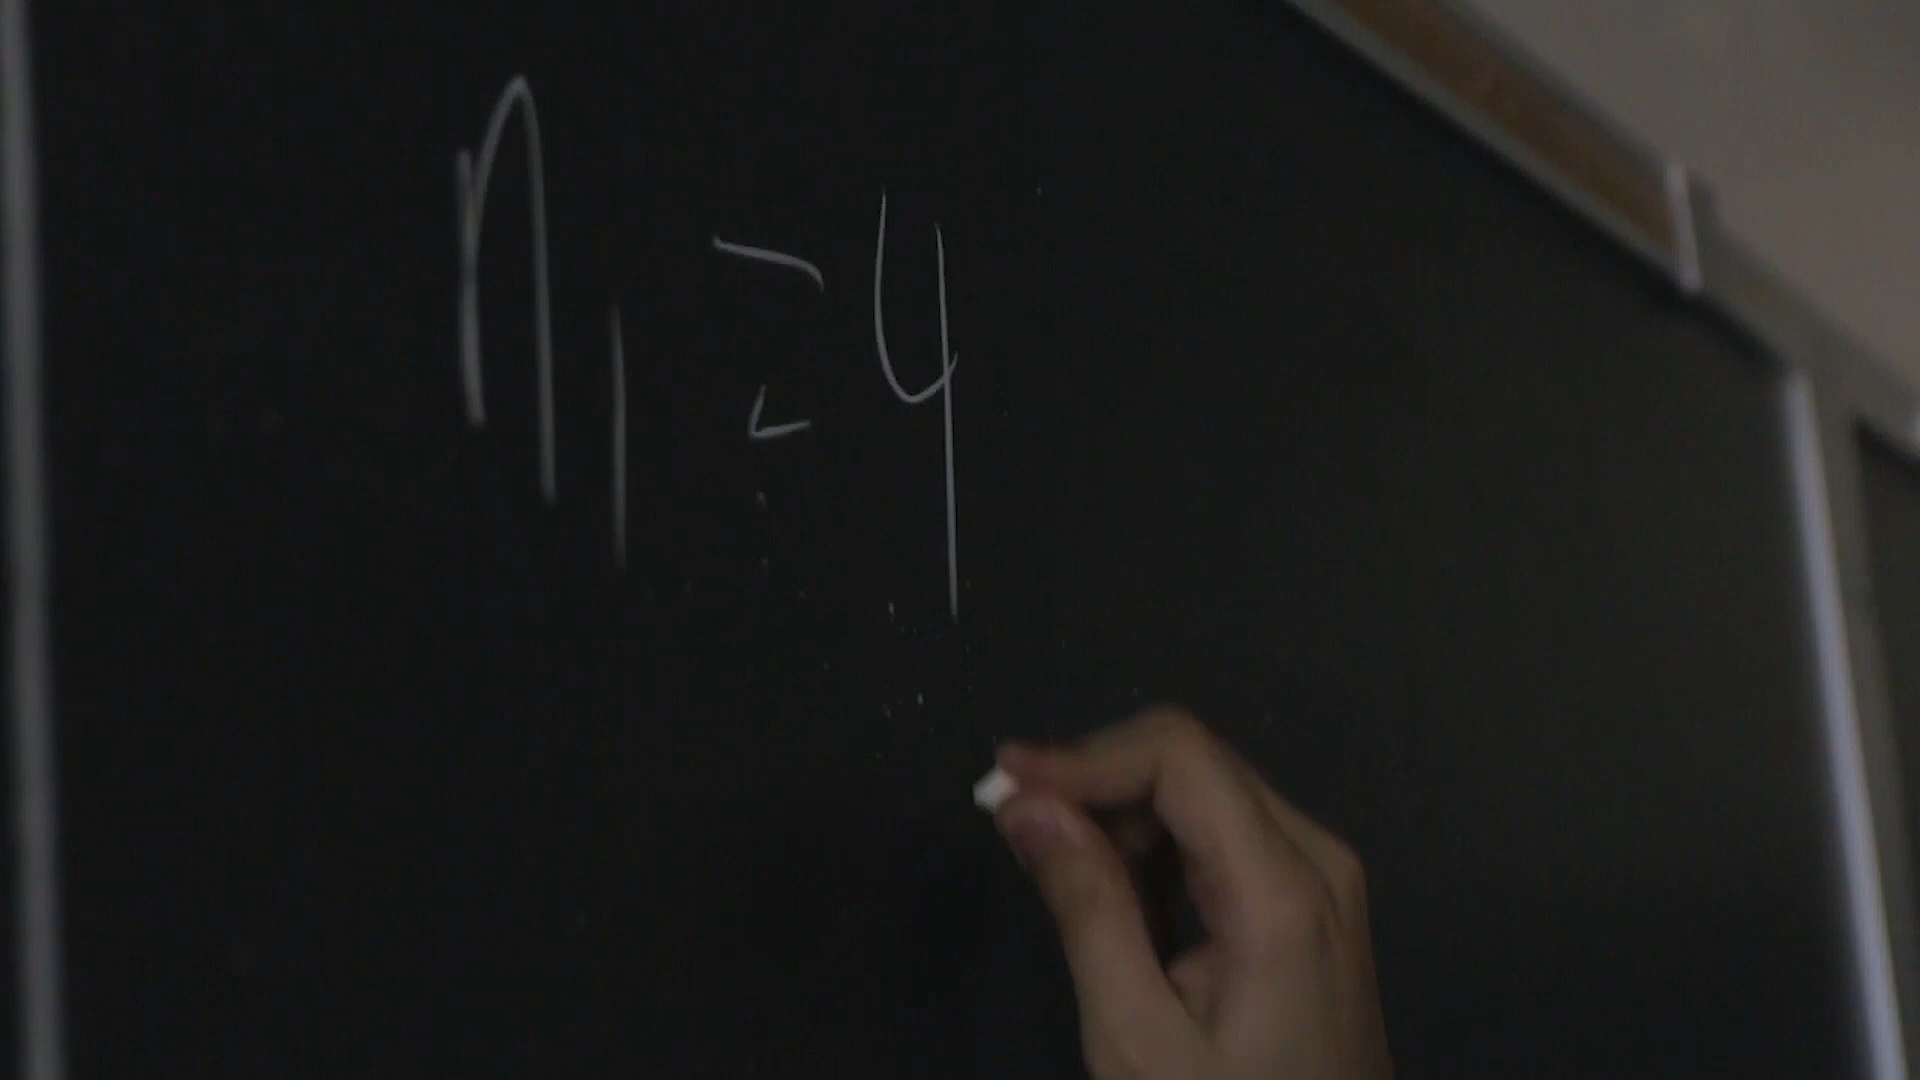 n₁ = 4